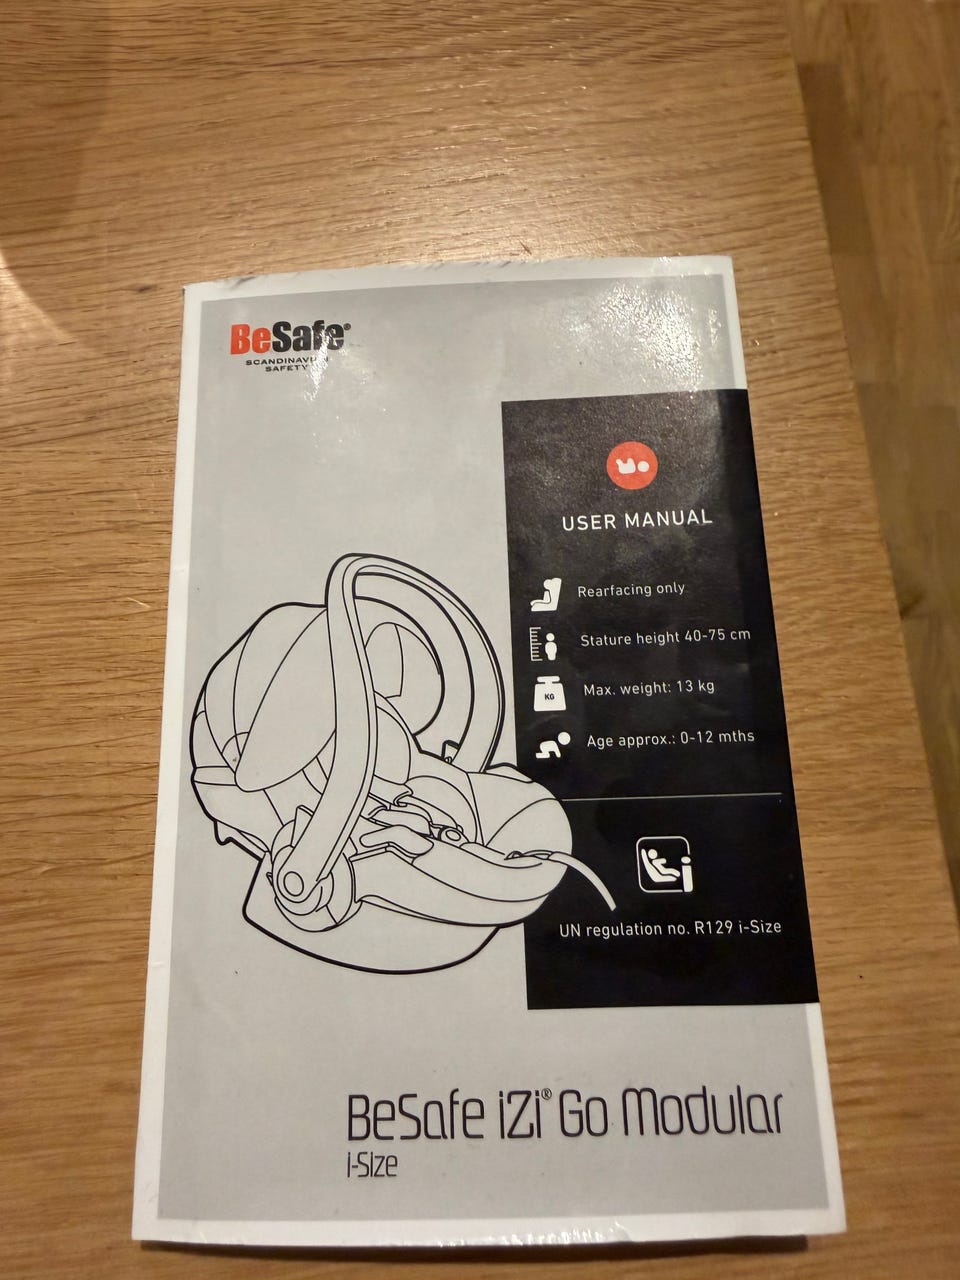 BeSafe®
SCANDINAVIAN
SAFETY
USER MANUAL
Rearfacing only
Stature height 40-75 cm
KG
Max. weight: 13 kg
Age approx.: 0-12 mths
UN regulation no. R129 i-Size
BeSafe iZi® Go Modular
i-Size